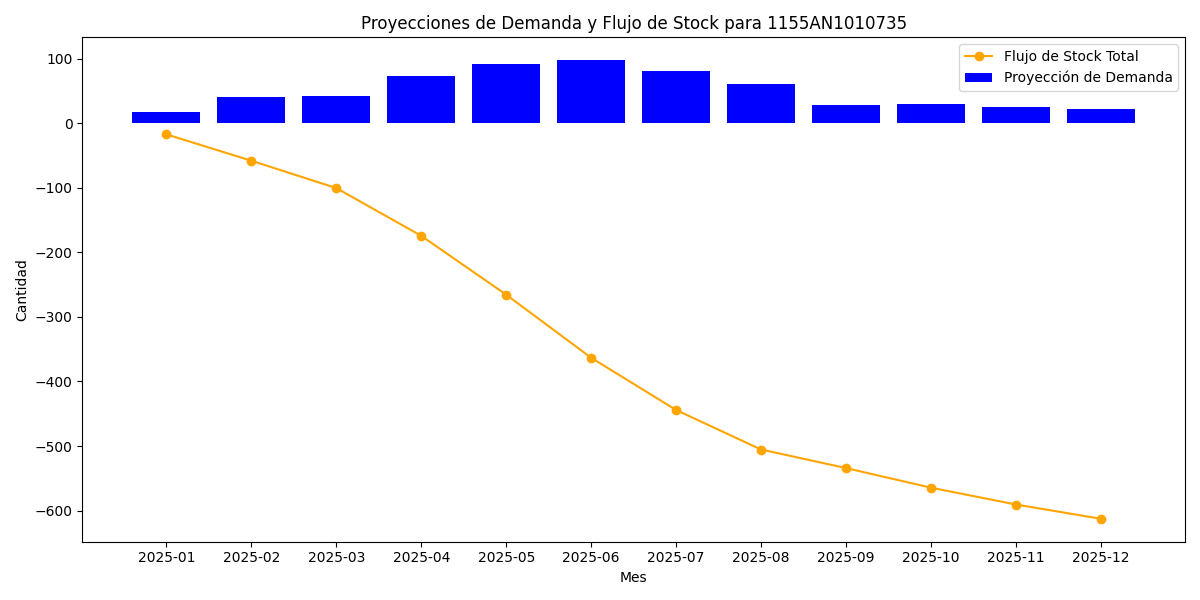 Proyecciones de Demanda y Flujo de Stock para 1155AN1010735
Flujo de Stock Total
Proyección de Demanda
Cantidad
100
0
−100
−200
−300
−400
−500
−600
2025-01 2025-02 2025-03 2025-04 2025-05 2025-06 2025-07 2025-08 2025-09 2025-10 2025-11 2025-12
Mes